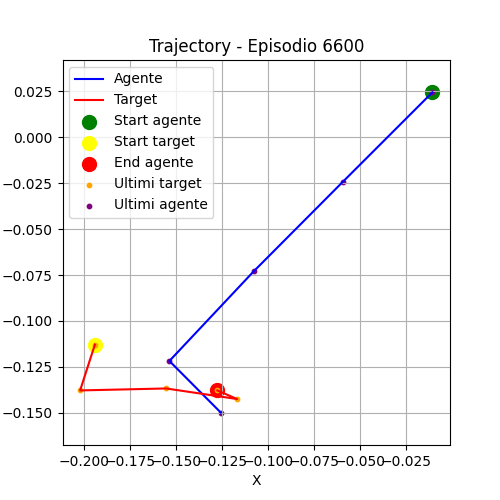 Trajectory - Episodio 6600
Agente
Target
Start agente
Start target
End agente
Ultimi target
Ultimi agente
0.025
0.000
−0.025
−0.050
−0.075
−0.100
−0.125
−0.150
−0.200 −0.175 −0.150 −0.125 −0.100 −0.075 −0.050 −0.025
X